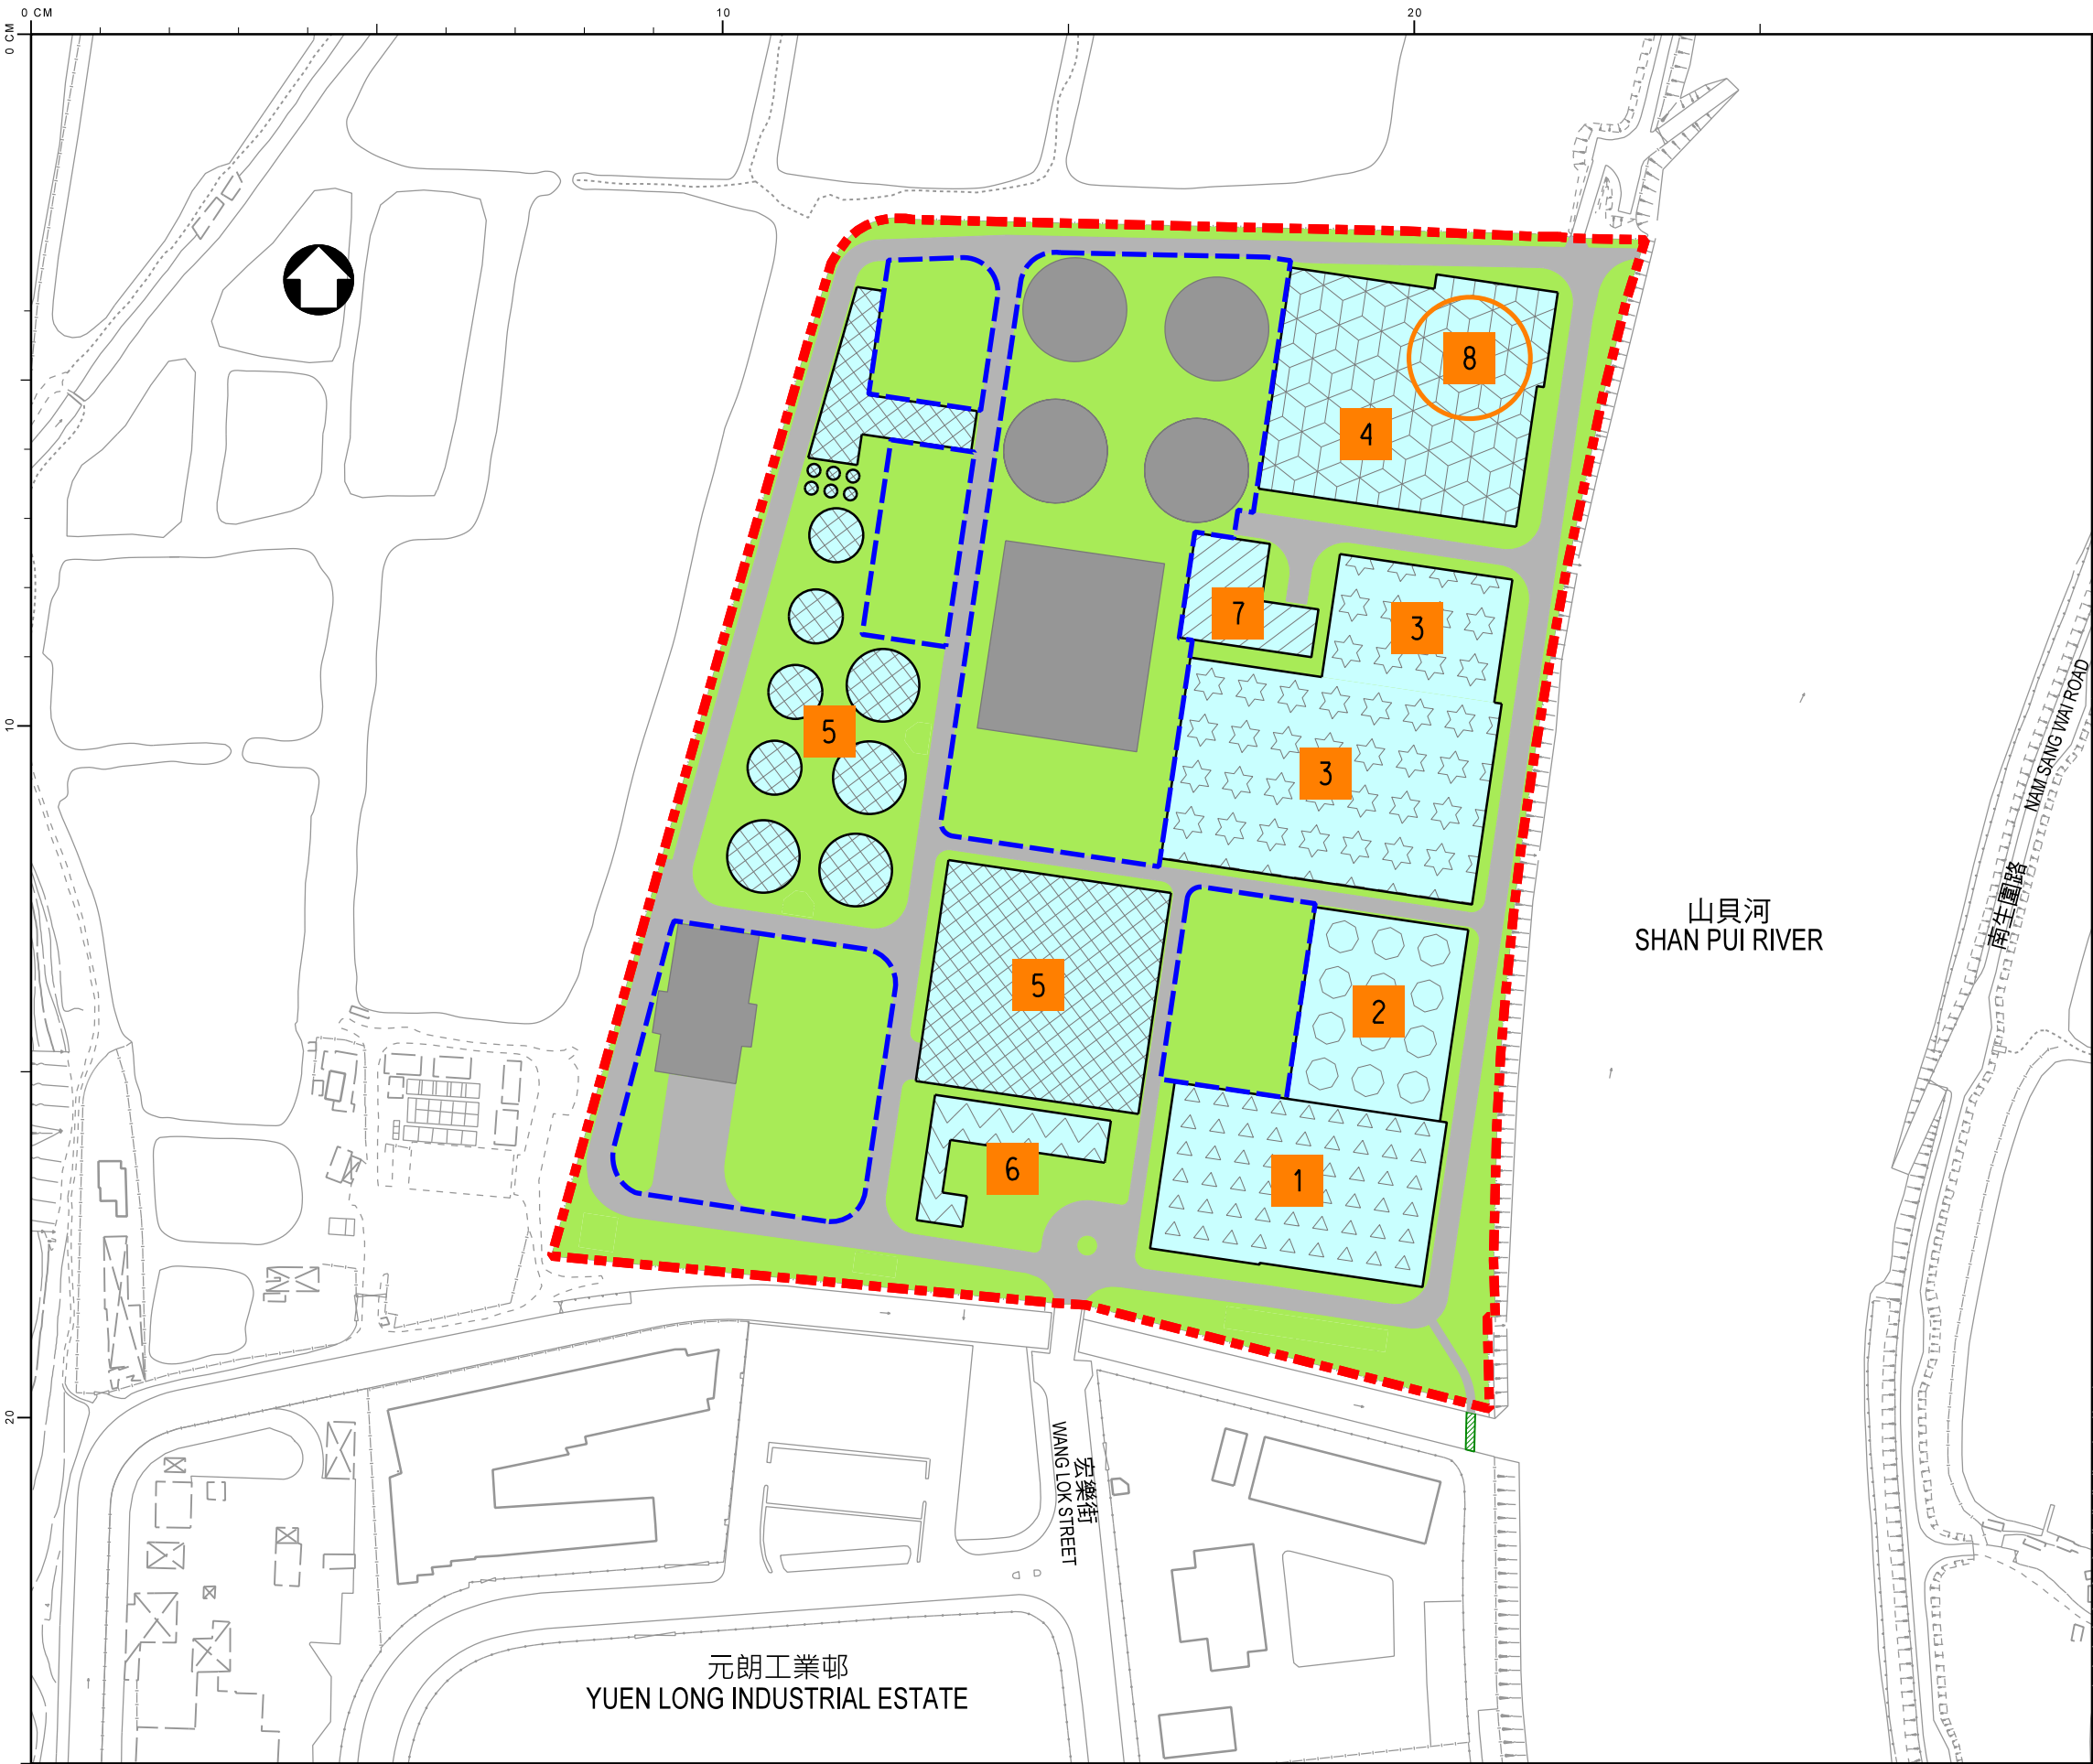 0 CM
10
20
0 CM
8
4
7
3
5
3
10
NAM SANG WAI ROAD
南生圍路
山貝河
SHAN PUI RIVER
5
2
6
1
20
宏樂街
WANG LOK STREET
元朗工業邨
YUEN LONG INDUSTRIAL ESTATE